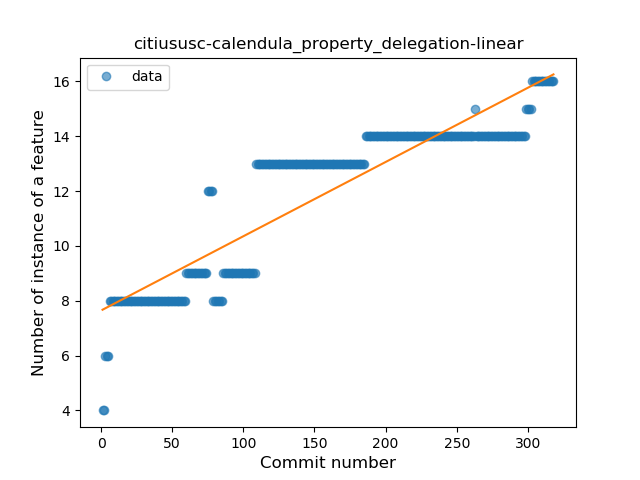 citiususc-calendula_property_delegation-linear
data
Number of instance of a feature
16
14
12
10
8
6
4
0 50 100 150 200 250 300
Commit number